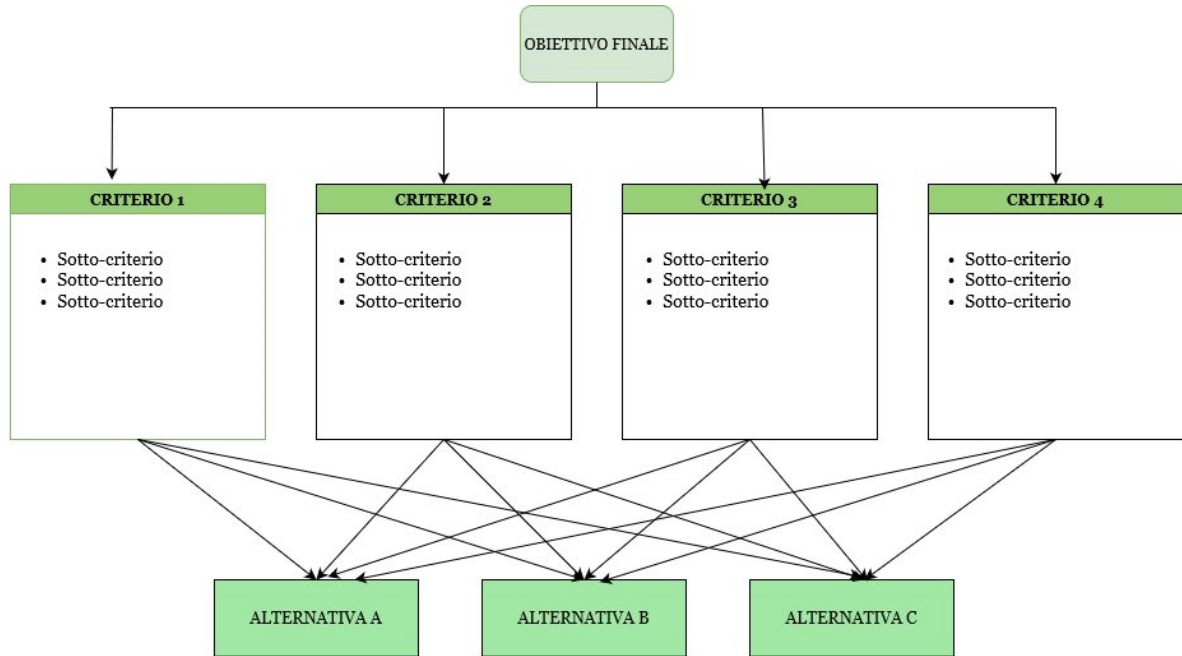 OBIETTIVO FINALE
CRITERIO 1
• Sotto-criterio
• Sotto-criterio
• Sotto-criterio
CRITERIO 2
• Sotto-criterio
• Sotto-criterio
• Sotto-criterio
CRITERIO 3
• Sotto-criterio
• Sotto-criterio
• Sotto-criterio
CRITERIO 4
• Sotto-criterio
• Sotto-criterio
• Sotto-criterio
ALTERNATIVA A
ALTERNATIVA B
ALTERNATIVA C